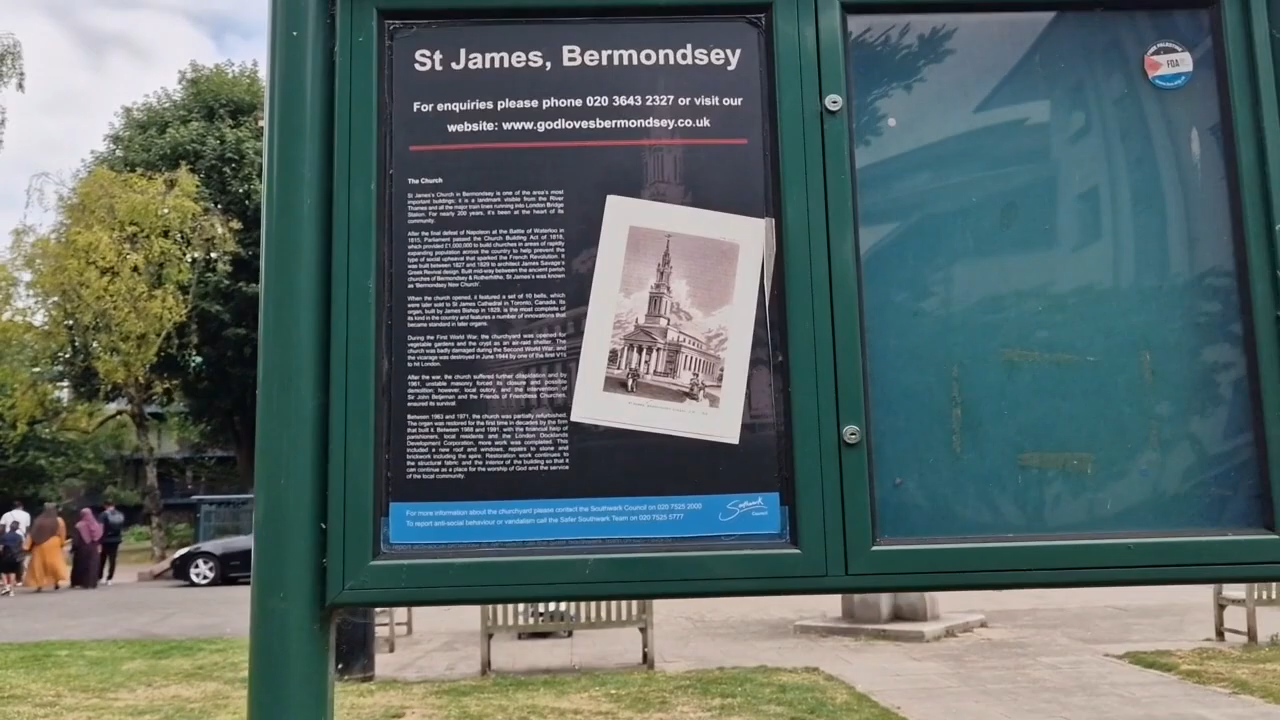 St James, Bermondsey
For enquiries please phone 020 3643 2327 or visit our
website: www.godlovesbermondsey.co.uk
The Church
St James's Church in Bermondsey is one of the area's most
important buildings; it is a landmark visible from the River
Thames and all the major train lines running into London Bridge
Station. For nearly 200 years, it's been at the heart of its
community.
After the final defeat of Napoleon at the Battle of Waterloo in
1815, Parliament passed the Church Building Act of 1818,
which provided £1,000,000 to build churches in areas of rapidly
expanding population across the country to help prevent the
type of social upheaval that sparked the French Revolution. It
was built between 1827 and 1829 to architect James Savage's
Greek Revival design. Built mid-way between the ancient parish
churches of Bermondsey & Rotherhithe, St James's was known
as 'Bermondsey New Church'.
When the church opened, it featured a set of 10 bells, which
were later sold to St James Cathedral in Toronto, Canada. Its
organ, built by James Bishop in 1829, is the most complete of
its kind in the country and features a number of innovations that
became standard in later organs.
During the First World War, the churchyard was opened for
vegetable gardens and the crypt as an air-raid shelter. The
church was badly damaged during the Second World War, and
the vicarage was destroyed in June 1944 by one of the first V1s
to hit London.
After the war, the church suffered further dilapidation and by
1961, unstable masonry forced its closure and possible
demolition; however, local outcry, and the intervention of
Sir John Betjeman and the Friends of Friendless Churches,
ensured its survival.
Between 1963 and 1971, the church was partially refurbished.
The organ was restored for the first time in decades by the firm
that built it. Between 1988 and 1991, with the financial help of
parishioners, local residents and the London Docklands
Development Corporation, more work was completed. This
included a new roof and windows, repairs to stone and
brickwork including the spire. Restoration work continues to
the structural fabric and the interior of the building so that it
can continue as a place for the worship of God and the service
of the local community.
For more information about the churchyard please contact the Southwark Council on 020 7525 2000
To report anti-social behaviour or vandalism call the Safer Southwark Team on 020 7525 5777
Southwark
Council
FREE PALESTINE
FOA